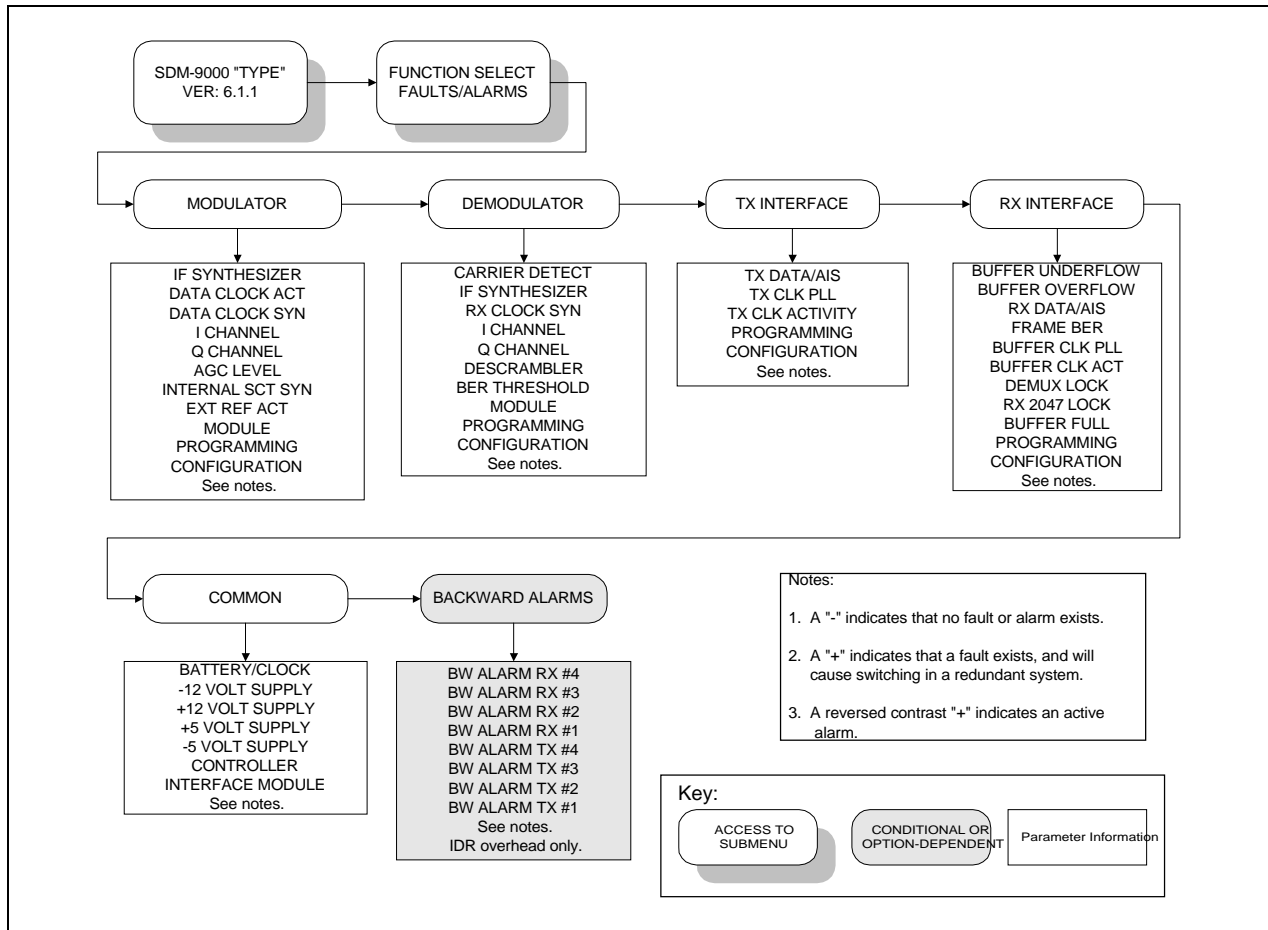 SDM-9000 "TYPE"
VER: 6.1.1
FUNCTION SELECT
FAULTS/ALARMS
MODULATOR
DEMODULATOR
TX INTERFACE
RX INTERFACE
IF SYNTHESIZER
DATA CLOCK ACT
DATA CLOCK SYN
I CHANNEL
Q CHANNEL
AGC LEVEL
INTERNAL SCT SYN
EXT REF ACT
MODULE
PROGRAMMING
CONFIGURATION
See notes.
CARRIER DETECT
IF SYNTHESIZER
RX CLOCK SYN
I CHANNEL
Q CHANNEL
DESCRAMBLER
BER THRESHOLD
MODULE
PROGRAMMING
CONFIGURATION
See notes.
TX DATA/AIS
TX CLK PLL
TX CLK ACTIVITY
PROGRAMMING
CONFIGURATION
See notes.
BUFFER UNDERFLOW
BUFFER OVERFLOW
RX DATA/AIS
FRAME BER
BUFFER CLK PLL
BUFFER CLK ACT
DEMUX LOCK
RX 2047 LOCK
BUFFER FULL
PROGRAMMING
CONFIGURATION
See notes.
COMMON
BACKWARD ALARMS
BATTERY/CLOCK
-12 VOLT SUPPLY
+12 VOLT SUPPLY
+5 VOLT SUPPLY
-5 VOLT SUPPLY
CONTROLLER
INTERFACE MODULE
See notes.
BW ALARM RX #4
BW ALARM RX #3
BW ALARM RX #2
BW ALARM RX #1
BW ALARM TX #4
BW ALARM TX #3
BW ALARM TX #2
BW ALARM TX #1
See notes.
IDR overhead only.
Notes:
1. A "-" indicates that no fault or alarm exists.
2. A "+" indicates that a fault exists, and will
cause switching in a redundant system.
3. A reversed contrast "+" indicates an active
alarm.
Key:
ACCESS TO
SUBMENU
CONDITIONAL OR
OPTION-DEPENDENT
Parameter Information